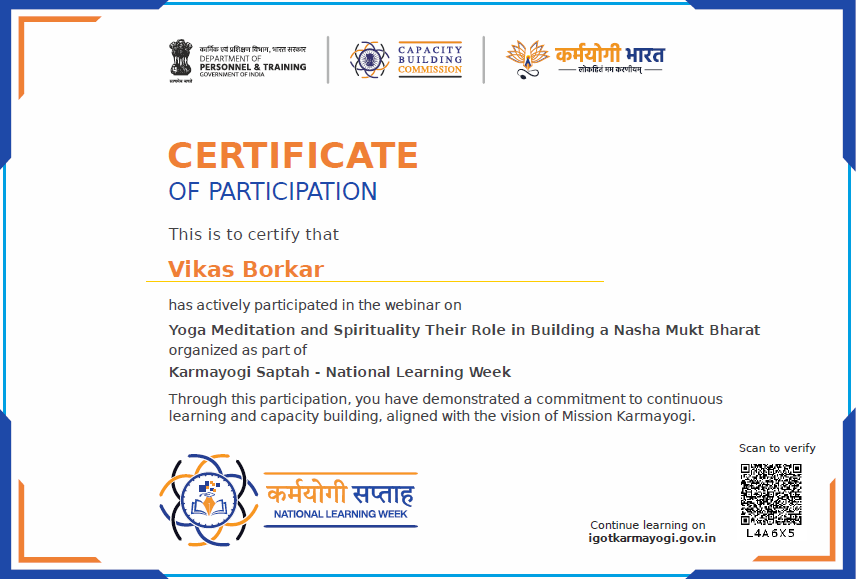 कार्मिक एवं प्रशिक्षण विभाग, भारत सरकार
DEPARTMENT OF
PERSONNEL & TRAINING
GOVERNMENT OF INDIA
सत्यमेव जयते
CAPACITY
BUILDING
COMMISSION
कर्मयोगी भारत
लोकहितं मम करणीयम्
CERTIFICATE
OF PARTICIPATION
This is to certify that
Vikas Borkar
has actively participated in the webinar on
Yoga Meditation and Spirituality Their Role in Building a Nasha Mukt Bharat
organized as part of
Karmayogi Saptah - National Learning Week
Through this participation, you have demonstrated a commitment to continuous
learning and capacity building, aligned with the vision of Mission Karmayogi.
कर्मयोगी सप्ताह
NATIONAL LEARNING WEEK
Continue learning on
igotkarmayogi.gov.in
Scan to verify
L4A6X5